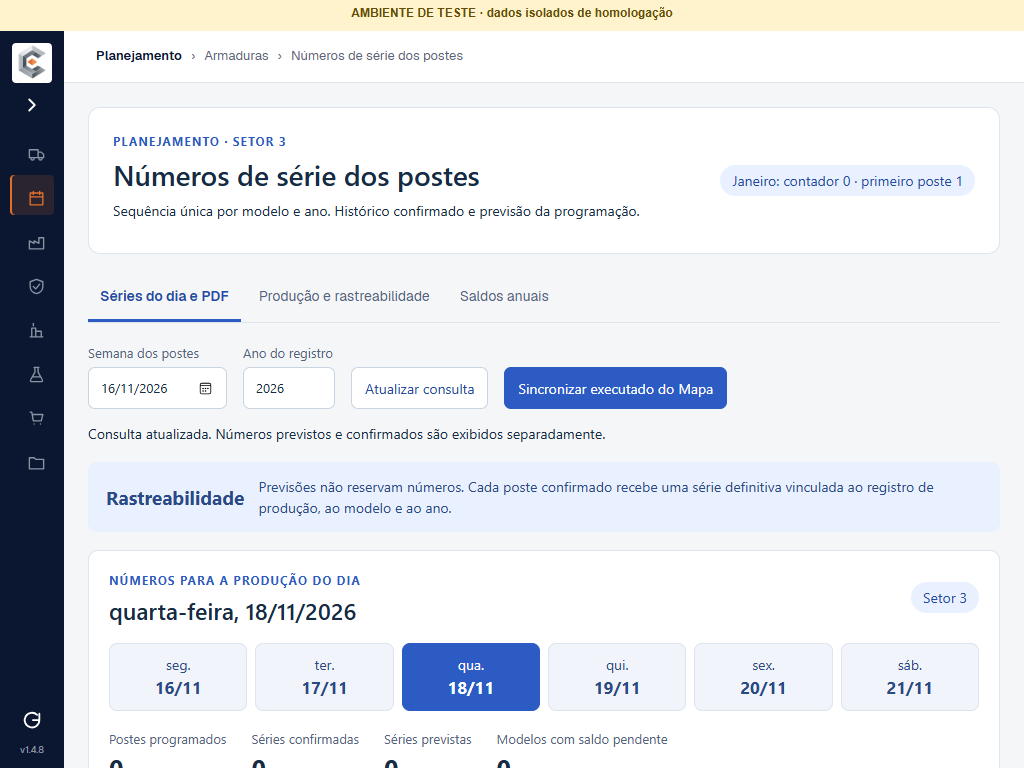 AMBIENTE DE TESTE · dados isolados de homologação
Planejamento › Armaduras › Números de série dos postes
PLANEJAMENTO · SETOR 3
Números de série dos postes
Sequência única por modelo e ano. Histórico confirmado e previsão da programação.
Janeiro: contador 0 · primeiro poste 1
Séries do dia e PDF
Produção e rastreabilidade
Saldos anuais
Semana dos postes
Ano do registro
16/11/2026
2026
Atualizar consulta
Sincronizar executado do Mapa
Consulta atualizada. Números previstos e confirmados são exibidos separadamente.
Rastreabilidade
Previsões não reservam números. Cada poste confirmado recebe uma série definitiva vinculada ao registro de
produção, ao modelo e ao ano.
NÚMEROS PARA A PRODUÇÃO DO DIA
quarta-feira, 18/11/2026
Setor 3
seg.
16/11
ter.
17/11
qua.
18/11
qui.
19/11
sex.
20/11
sáb.
21/11
Postes programados
0
Séries confirmadas
0
Séries previstas
0
Modelos com saldo pendente
0
v1.4.8